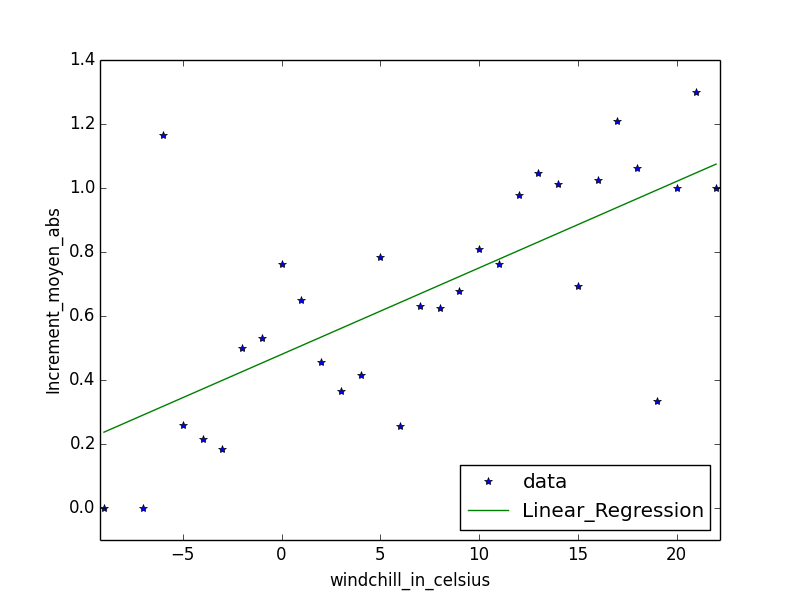 1.4
1.2
1.0
0.8
0.6
0.4
0.2
0.0
Increment_moyen_abs
data
Linear_Regression
−5 0 5 10 15 20
windchill_in_celsius